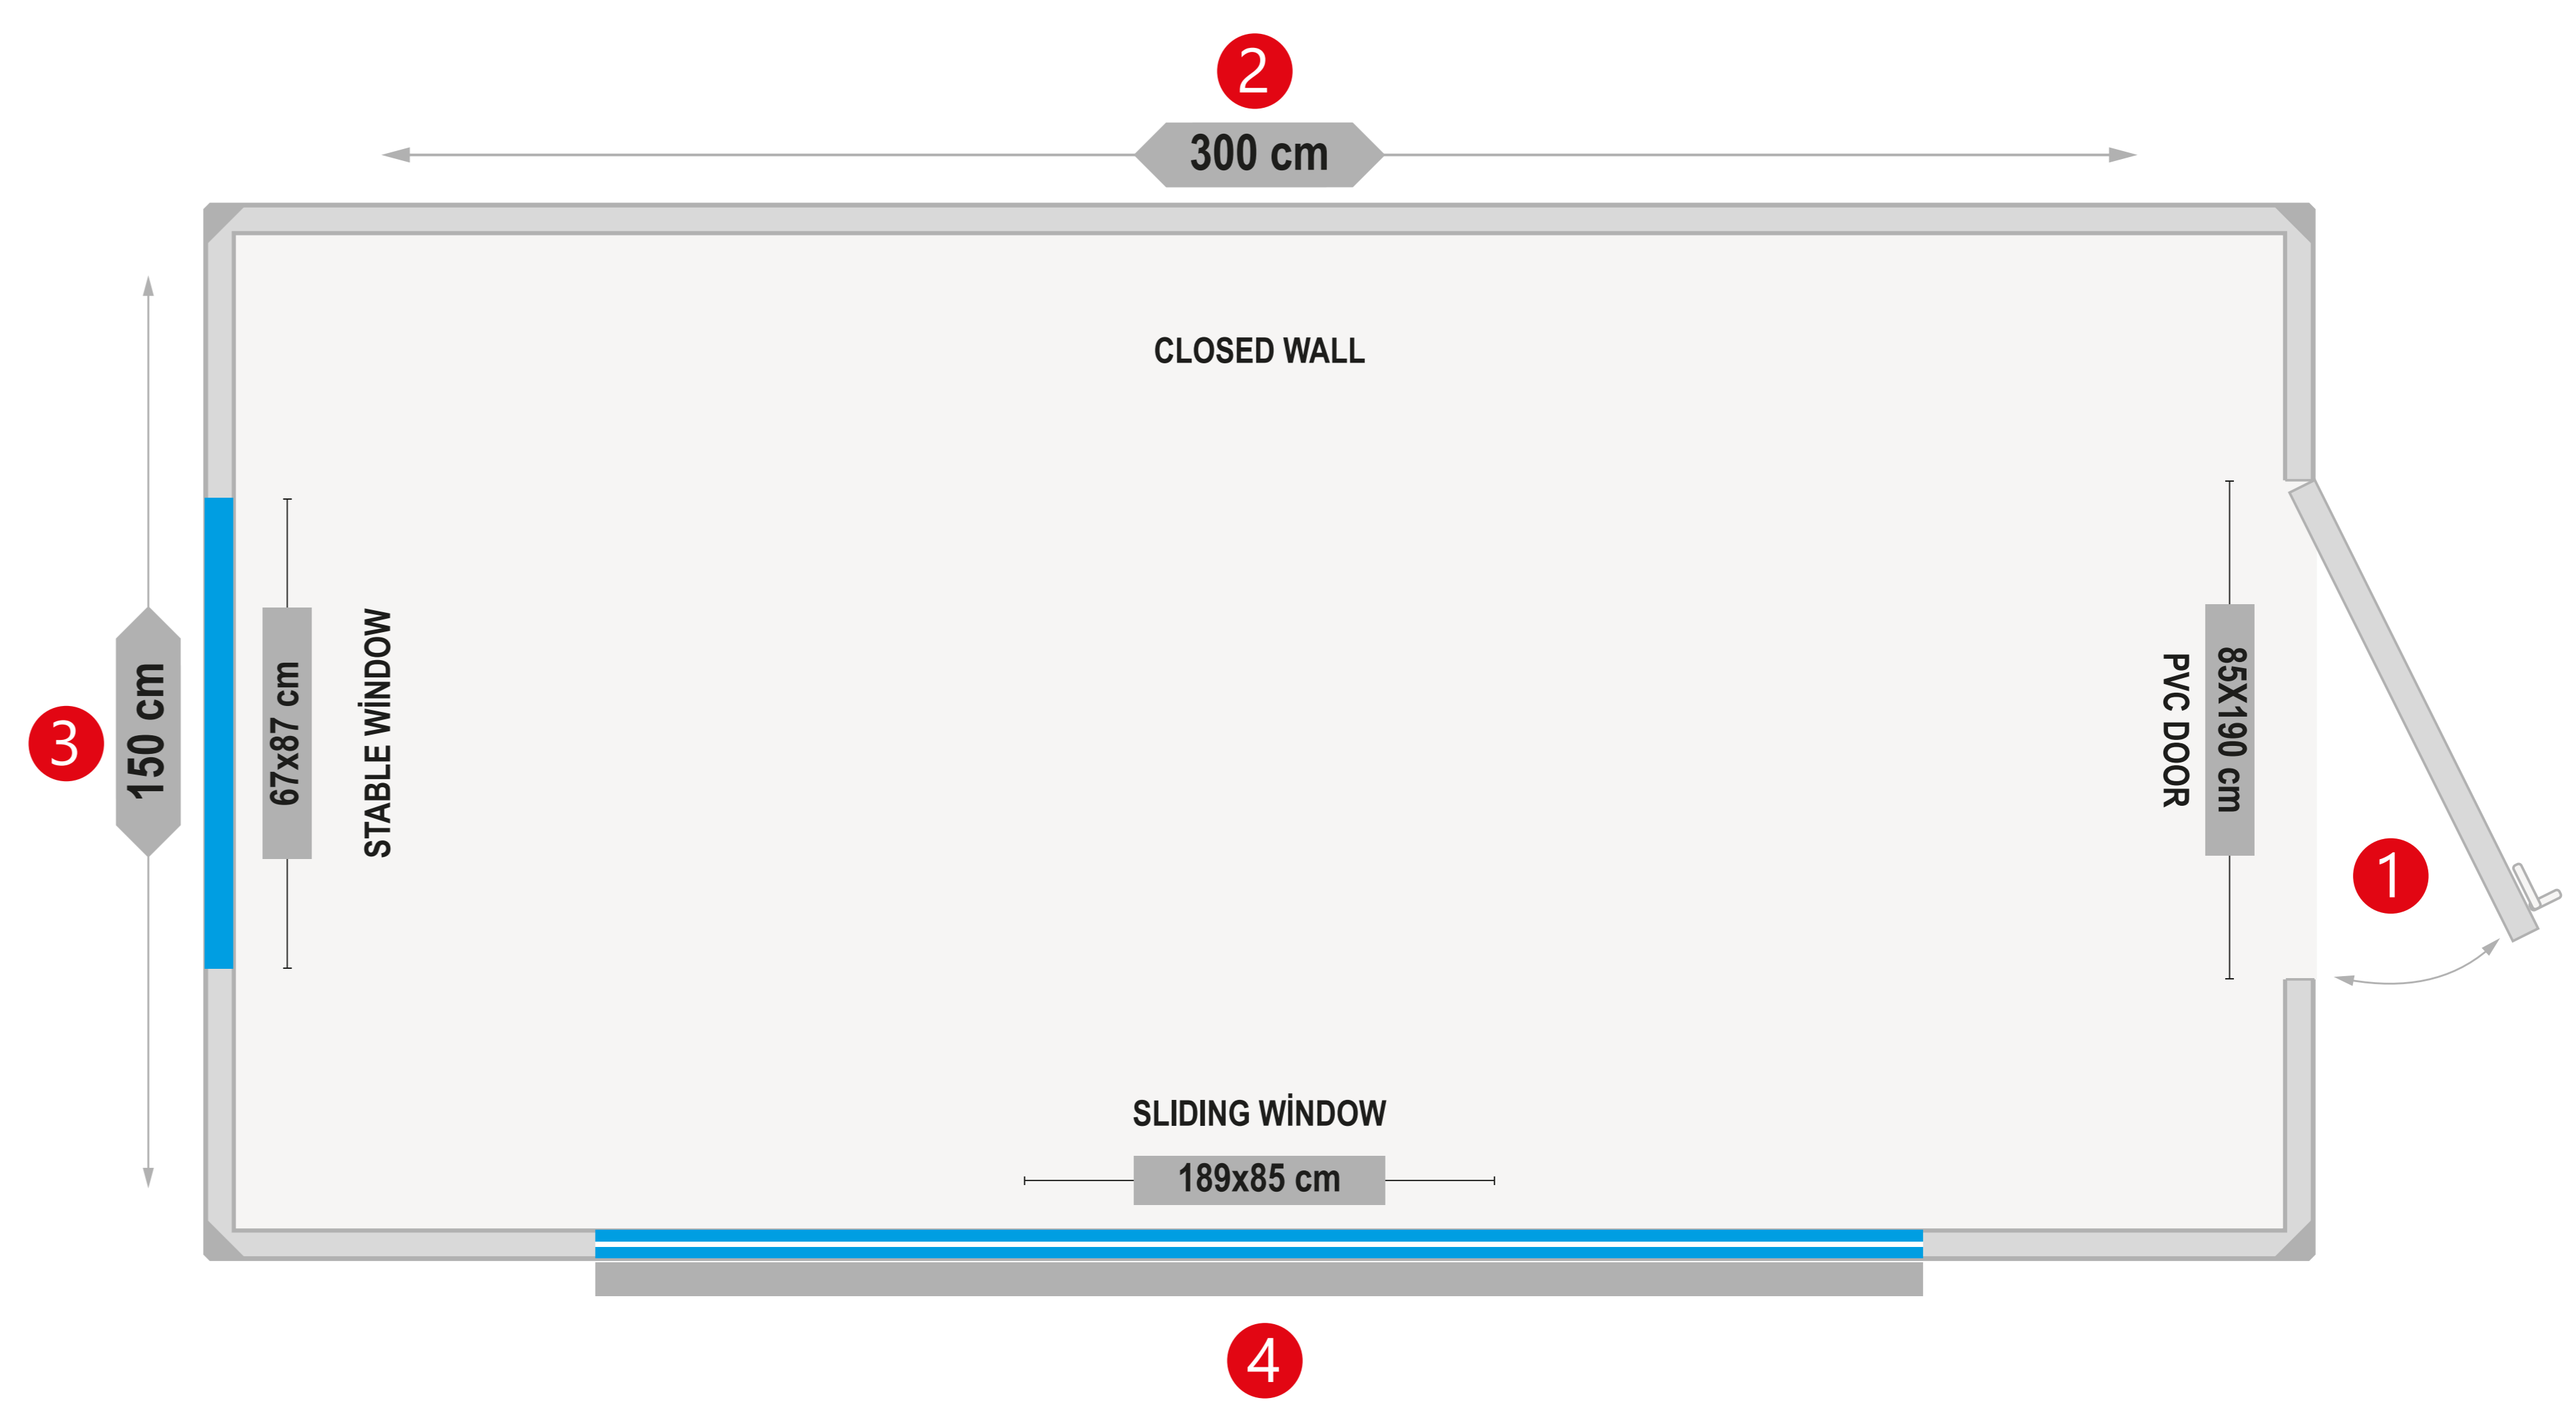 2
300 cm
CLOSED WALL
3
150 cm
67x87 cm
STABLE WİNDOW
PVC DOOR
85X190 cm
1
SLIDING WİNDOW
189x85 cm
4